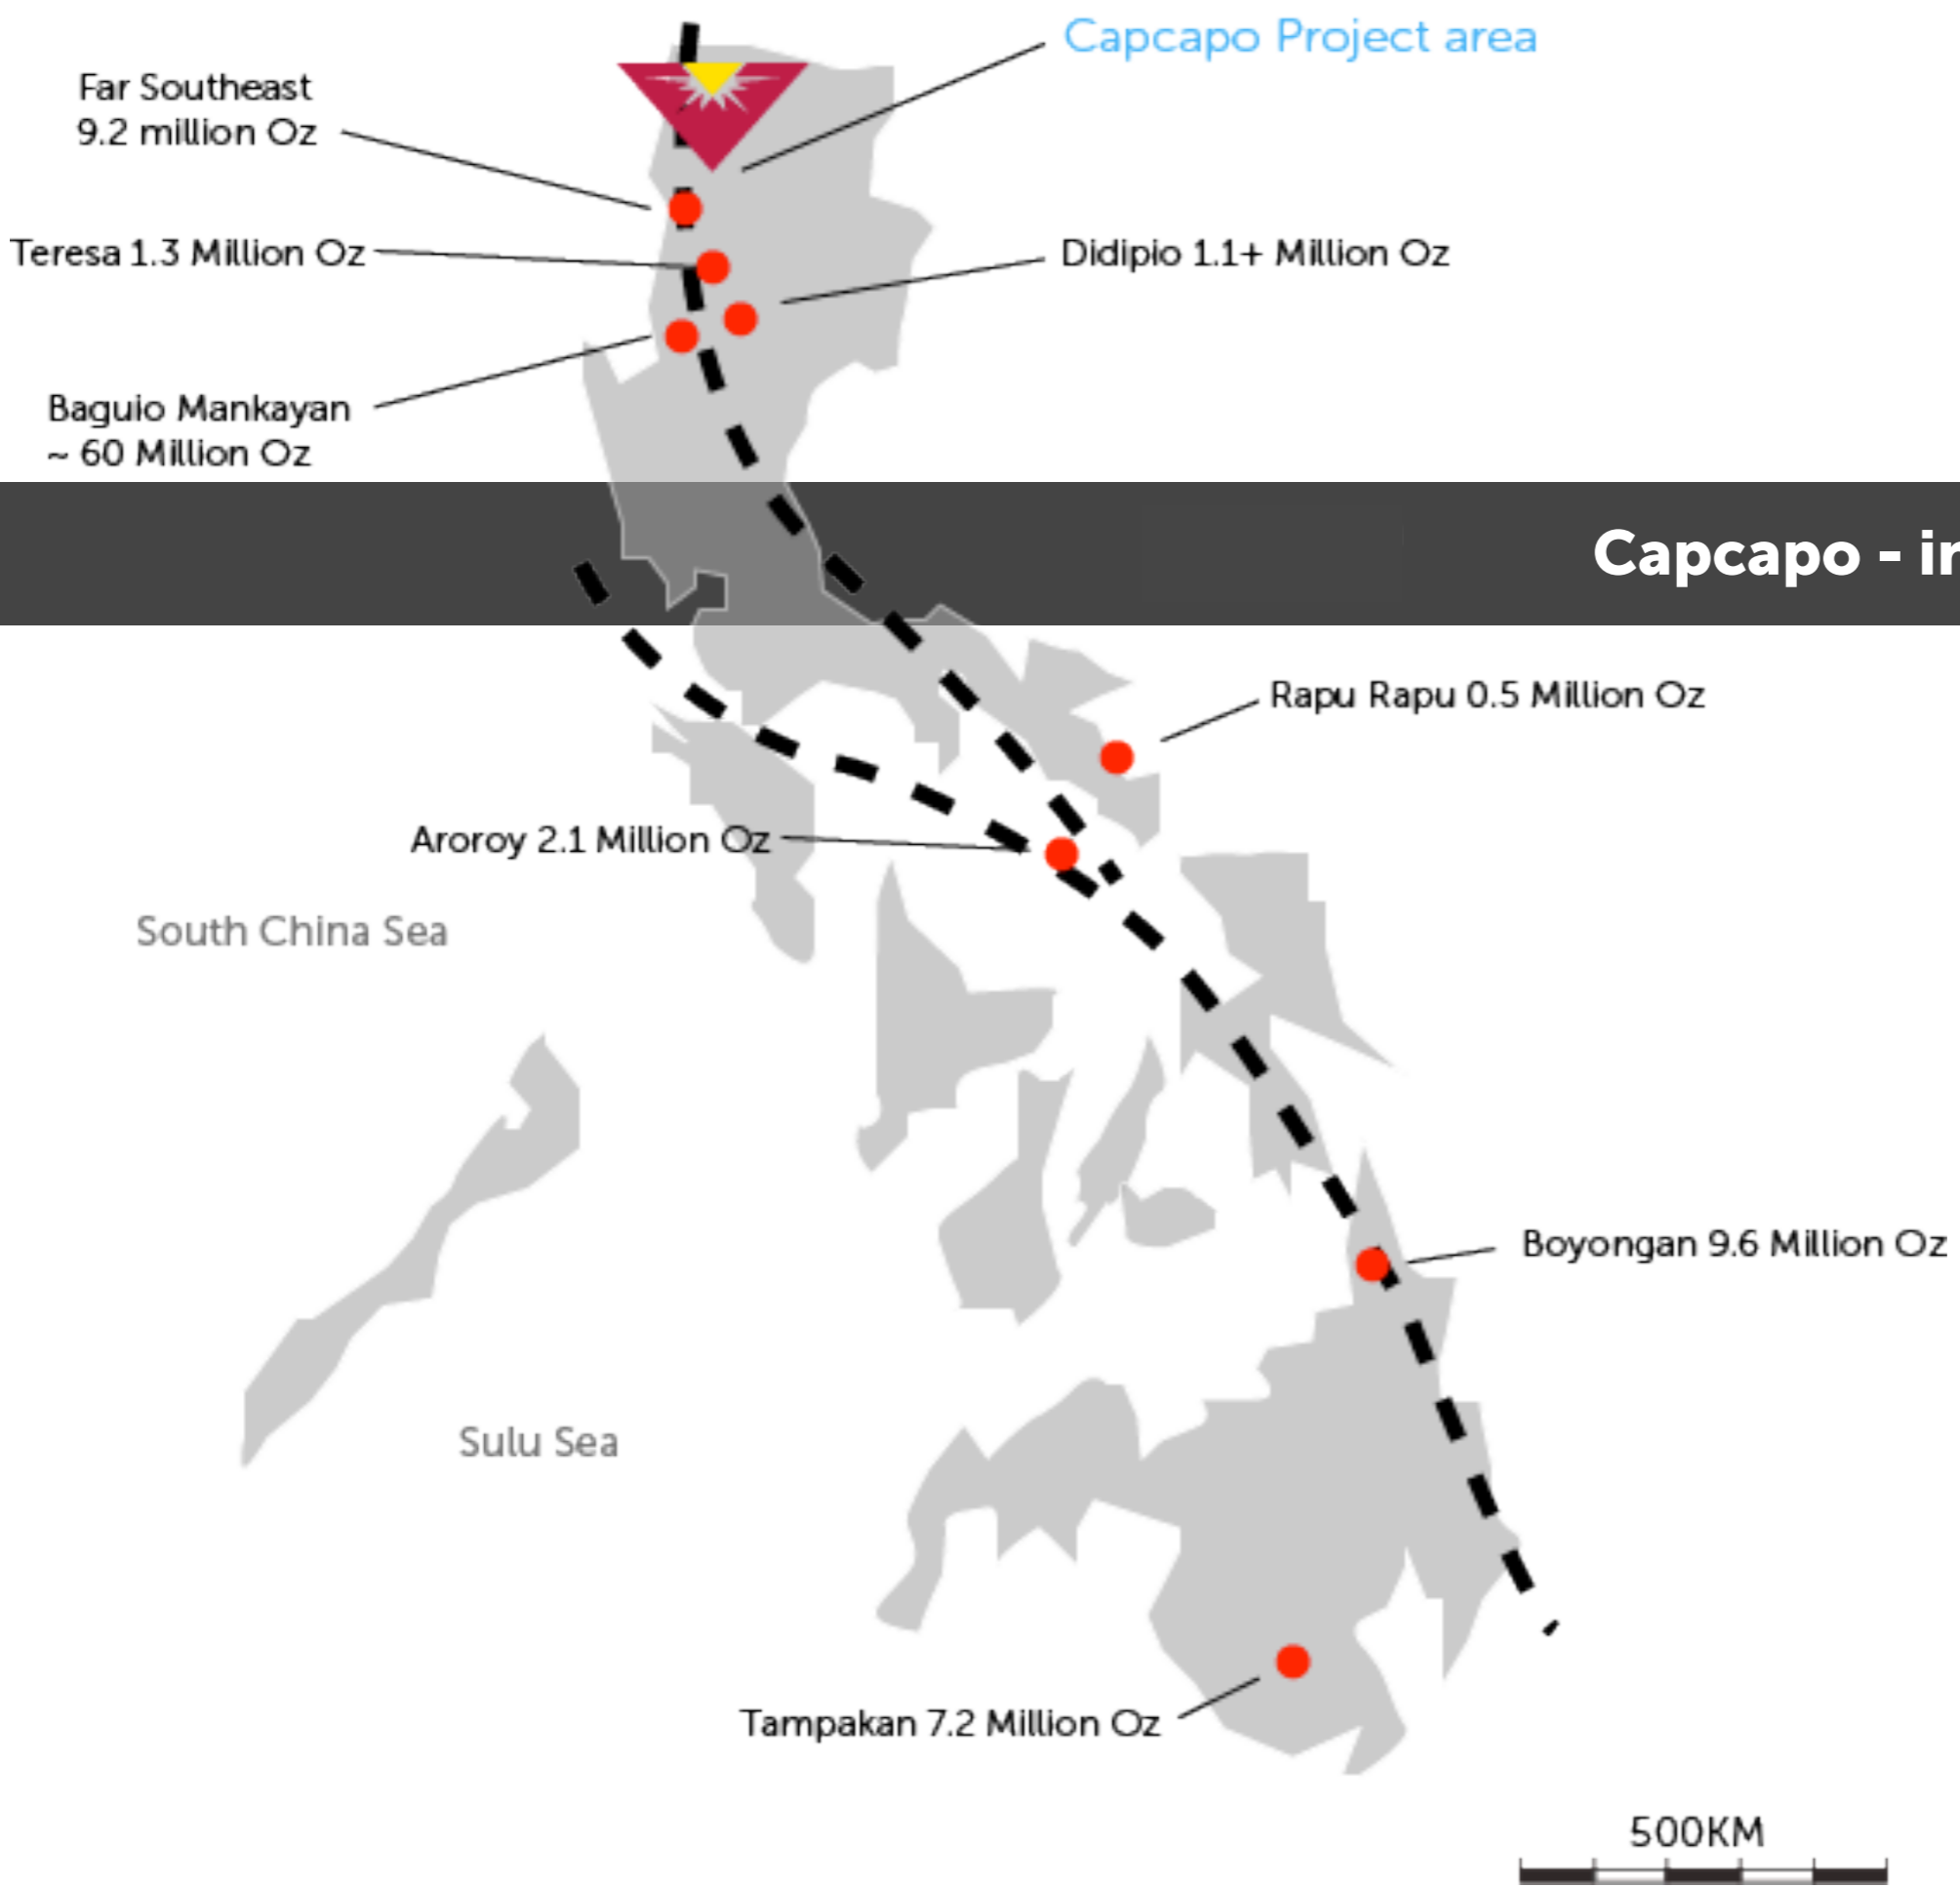 Capcapo Project area
Far Southeast
9.2 million Oz
Teresa 1.3 Million Oz
Didipio 1.1+ Million Oz
Baguio Mankayan
~ 60 Million Oz
Capcapo -
Rapu Rapu 0.5 Million Oz
Aroroy 2.1 Million Oz
South China Sea
Boyongan 9.6 Million Oz
Sulu Sea
Tampakan 7.2 Million Oz
500KM